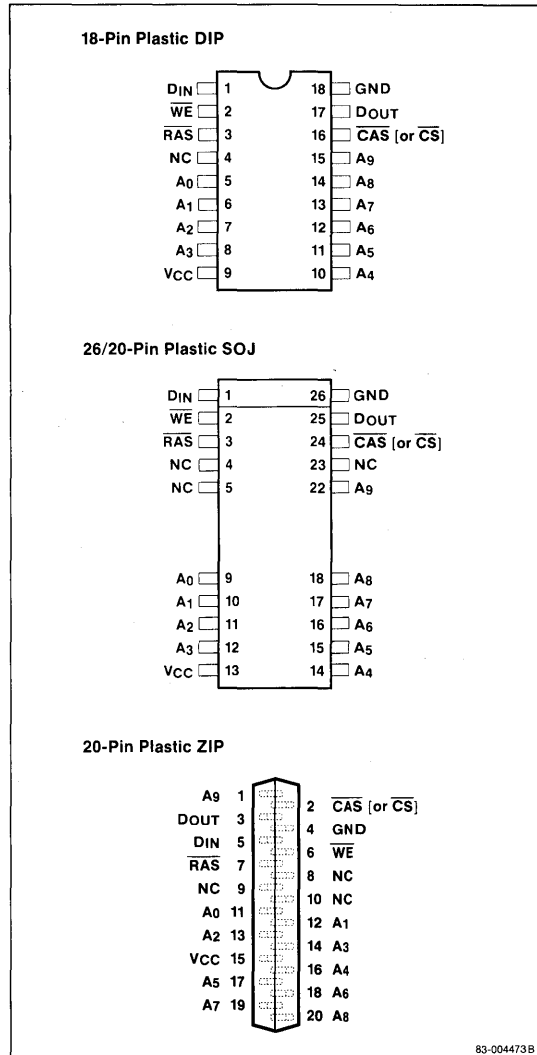 18-Pin Plastic DIP
DIN 1 18 GND
WE 2 17 DOUT
RAS 3 16 CAS [or CS]
NC 4 15 A9
A0 5 14 A8
A1 6 13 A7
A2 7 12 A6
A3 8 11 A5
VCC 9 10 A4
26/20-Pin Plastic SOJ
DIN 1 26 GND
WE 2 25 DOUT
RAS 3 24 CAS [or CS]
NC 4 23 NC
NC 5 22 A9
A0 9 18 A8
A1 10 17 A7
A2 11 16 A6
A3 12 15 A5
VCC 13 14 A4
20-Pin Plastic ZIP
A9 1
2 CAS [or CS]
DOUT 3
4 GND
DIN 5
6 WE
RAS 7
8 NC
NC 9
10 NC
A0 11
12 A1
A2 13
14 A3
VCC 15
16 A4
A5 17
18 A6
A7 19
20 A8
83-004473B